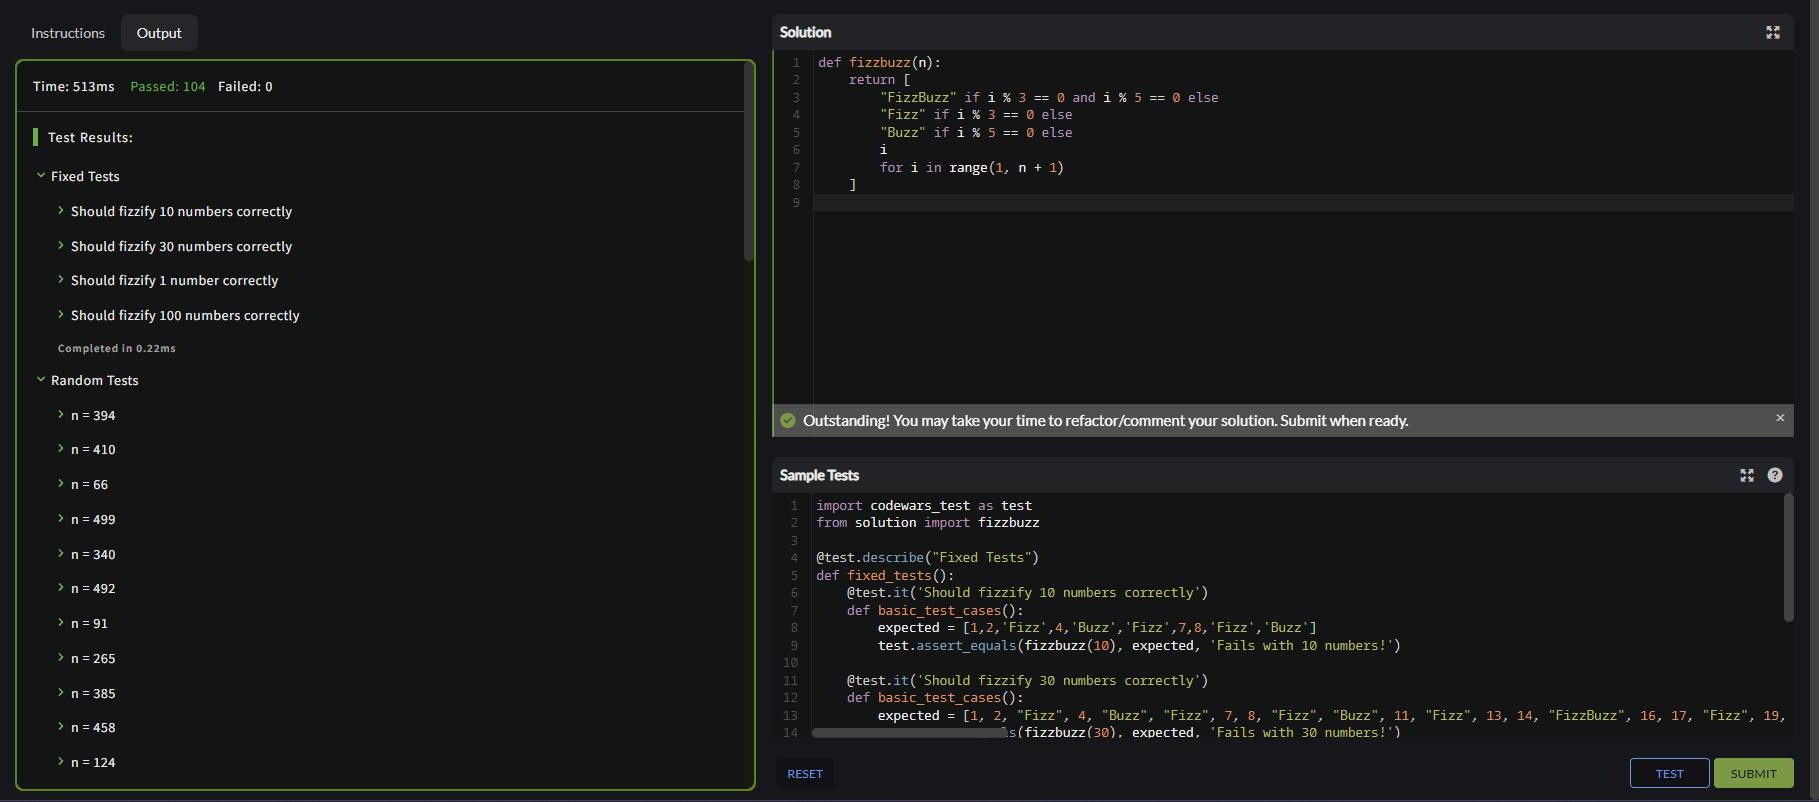 Instructions
Output
Time: 513ms Passed: 104 Failed: 0
Test Results:
Fixed Tests
Should fizzify 10 numbers correctly
Should fizzify 30 numbers correctly
Should fizzify 1 number correctly
Should fizzify 100 numbers correctly
Completed in 0.22ms
Random Tests
n = 394
n = 410
n = 66
n = 499
n = 340
n = 492
n = 91
n = 265
n = 385
n = 458
n = 124
Solution
1 def fizzbuzz(n):
2     return [
3         "FizzBuzz" if i % 3 == 0 and i % 5 == 0 else
4         "Fizz" if i % 3 == 0 else
5         "Buzz" if i % 5 == 0 else
6         i
7         for i in range(1, n + 1)
8     ]
9
Outstanding! You may take your time to refactor/comment your solution. Submit when ready.
Sample Tests
1 import codewars_test as test
2 from solution import fizzbuzz
3
4 @test.describe("Fixed Tests")
5 def fixed_tests():
6     @test.it('Should fizzify 10 numbers correctly')
7     def basic_test_cases():
8         expected = [1,2,'Fizz',4,'Buzz','Fizz',7,8,'Fizz','Buzz']
9         test.assert_equals(fizzbuzz(10), expected, 'Fails with 10 numbers!')
10
11     @test.it('Should fizzify 30 numbers correctly')
12     def basic_test_cases():
13         expected = [1, 2, "Fizz", 4, "Buzz", "Fizz", 7, 8, "Fizz", "Buzz", 11, "Fizz", 13, 14, "FizzBuzz", 16, 17, "Fizz", 19,
14 ls(fizzbuzz(30), expected, 'Fails with 30 numbers!')
RESET
TEST
SUBMIT